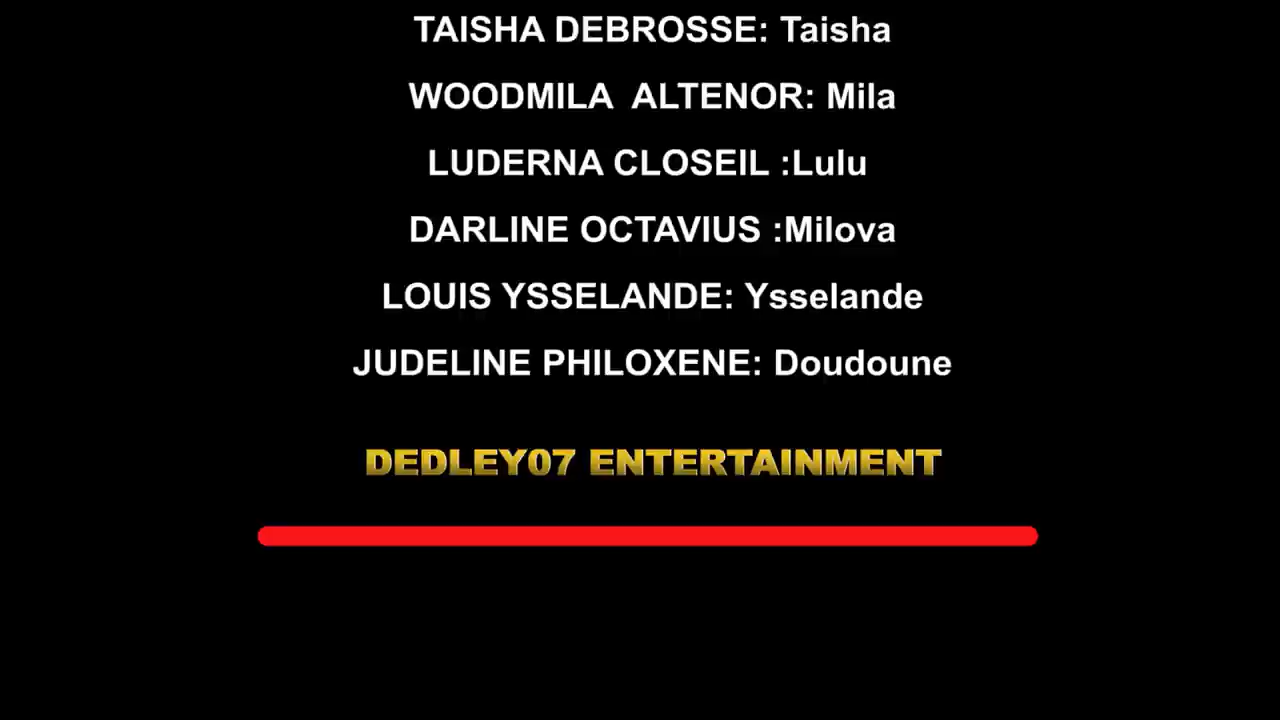 TAISHA DEBROSSE: Taisha
WOODMILA  ALTENOR: Mila
LUDERNA CLOSEIL :Lulu
DARLINE OCTAVIUS :Milova
LOUIS YSSELANDE: Ysselande
JUDELINE PHILOXENE: Doudoune
DEDLEY07 ENTERTAINMENT